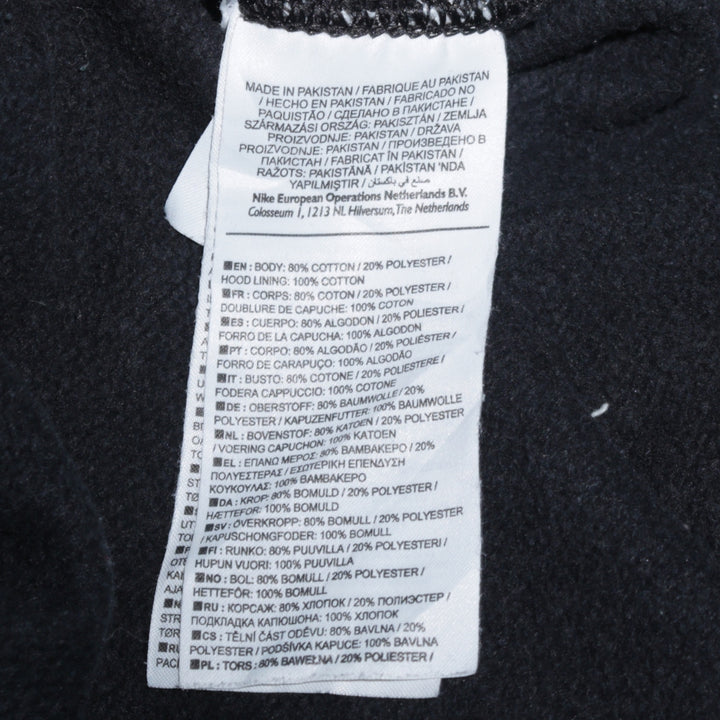 MADE IN PAKISTAN / FABRIQUE AU PAKISTAN
/ HECHO EN PAKISTAN / FABRICADO NO
PAQUISTÃO / СДЕЛАНО В ПАКИСТАНЕ /
SZÁRMAZÁSI ORSZÁG: PAKISZTÁN / ZEMLJA
PROIZVODNJE: PAKISTAN / DRŽAVA
PROIZVODNJE: PAKISTAN / ПРОИЗВЕДЕНО В
ПАКИСТАН / FABRICAT ÎN PAKISTAN /
RAŽOTS: PAKISTĀNĀ / PAKİSTAN 'NDA
YAPILMIŞTIR / صنع في باكستان
Nike European Operations Netherlands B.V.
Colosseum 1, 1213 NL Hilversum, The Netherlands
EN : BODY: 80% COTTON / 20% POLYESTER /
HOOD LINING: 100% COTTON
FR : CORPS: 80% COTON / 20% POLYESTER /
DOUBLURE DE CAPUCHE: 100% COTON
ES : CUERPO: 80% ALGODON / 20% POLIESTER /
FORRO DE LA CAPUCHA: 100% ALGODON
PT : CORPO: 80% ALGODÃO / 20% POLIÉSTER /
FORRO DE CARAPUÇO: 100% ALGODÃO
IT : BUSTO: 80% COTONE / 20% POLIESTERE /
FODERA CAPPUCCIO: 100% COTONE
DE : OBERSTOFF: 80% BAUMWOLLE / 20%
POLYESTER / KAPUZENFUTTER: 100% BAUMWOLLE
NL : BOVENSTOF: 80% KATOEN / 20% POLYESTER
/ VOERING CAPUCHON: 100% KATOEN
EL : ΕΠΑΝΩ ΜΕΡΟΣ: 80% ΒΑΜΒΑΚΕΡΟ / 20%
ΠΟΛΥΕΣΤΕΡΑΣ / ΕΣΩΤΕΡΙΚΗ ΕΠΕΝΔΥΣΗ
ΚΟΥΚΟΥΛΑΣ: 100% ΒΑΜΒΑΚΕΡΟ
DA : KROP: 80% BOMULD / 20% POLYESTER /
HÆTTEFOR: 100% BOMULD
SV : ÖVERKROPP: 80% BOMULL / 20% POLYESTER
/ KAPUSCHONGFODER: 100% BOMULL
FI : RUNKO: 80% PUUVILLA / 20% POLYESTERI /
HUPUN VUORI: 100% PUUVILLA
NO : BOL: 80% BOMULL / 20% POLYESTER /
HETTEFÔR: 100% BOMULL
RU : КОРСАЖ: 80% ХЛОПОК / 20% ПОЛИЭСТЕР /
ПОДКЛАДКА КАПЮШОНА: 100% ХЛОПОК
CS : TĚLNÍ ČÁST ODĚVU: 80% BAVLNA / 20%
POLYESTER / PODŠÍVKA KAPUCE: 100% BAVLNA
PL : TORS: 80% BAWEŁNA / 20% POLIESTER /